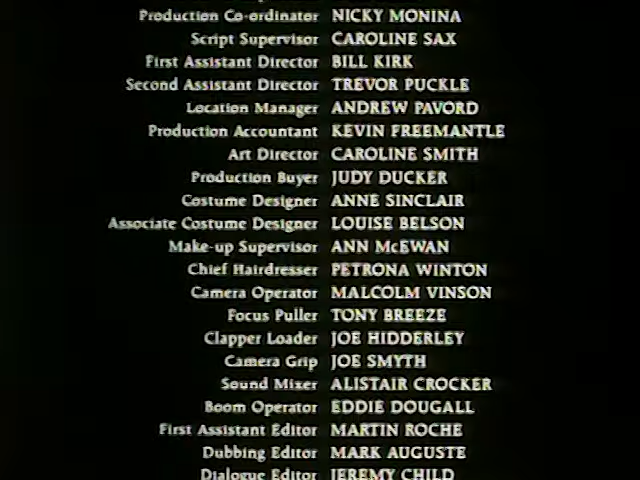 Production Co-ordinator NICKY MONINA
Script Supervisor CAROLINE SAX
First Assistant Director BILL KIRK
Second Assistant Director TREVOR PUCKLE
Location Manager ANDREW PAVORD
Production Accountant KEVIN FREEMANTLE
Art Director CAROLINE SMITH
Production Buyer JUDY DUCKER
Costume Designer ANNE SINCLAIR
Associate Costume Designer LOUISE BELSON
Make-up Supervisor ANN McEWAN
Chief Hairdresser PETRONA WINTON
Camera Operator MALCOLM VINSON
Focus Puller TONY BREEZE
Clapper Loader JOE HIDDERLEY
Camera Grip JOE SMYTH
Sound Mixer ALISTAIR CROCKER
Boom Operator EDDIE DOUGALL
First Assistant Editor MARTIN ROCHE
Dubbing Editor MARK AUGUSTE
Dialogue Editor JEREMY CHILD